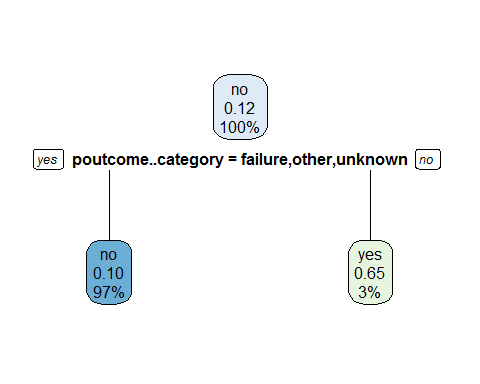 no
0.12
100%
yes poutcome..category = failure,other,unknown no
no
0.10
97%
yes
0.65
3%